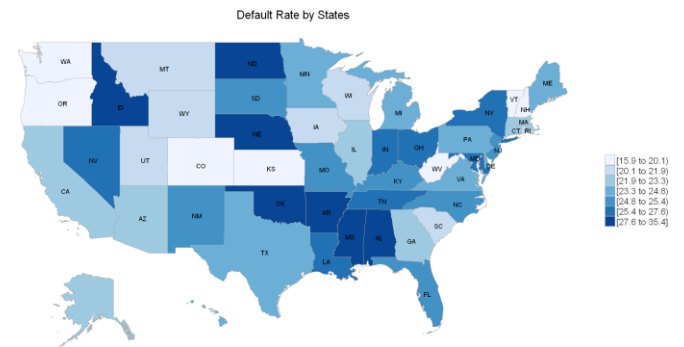 Default Rate by States
WA
MT
ND
MN
ME
OR
ID
WY
SD
WI
MI
VT
NH
NY
MA
CT RI
NV
UT
CO
NE
IA
IL
IN
OH
PA
NJ
MD
DE
CA
KS
MO
KY
WV
VA
AZ
NM
OK
AR
TN
NC
SC
TX
LA
MS
AL
GA
FL
[15.9 to 20.1)
[20.1 to 21.9)
[21.9 to 23.3)
[23.3 to 24.8)
[24.8 to 25.4)
[25.4 to 27.6)
[27.6 to 35.4]